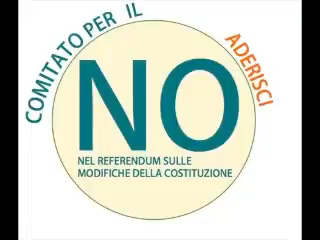 COMITATO PER IL
ADERISCI
NO
NEL REFERENDUM SULLE
MODIFICHE DELLA COSTITUZIONE